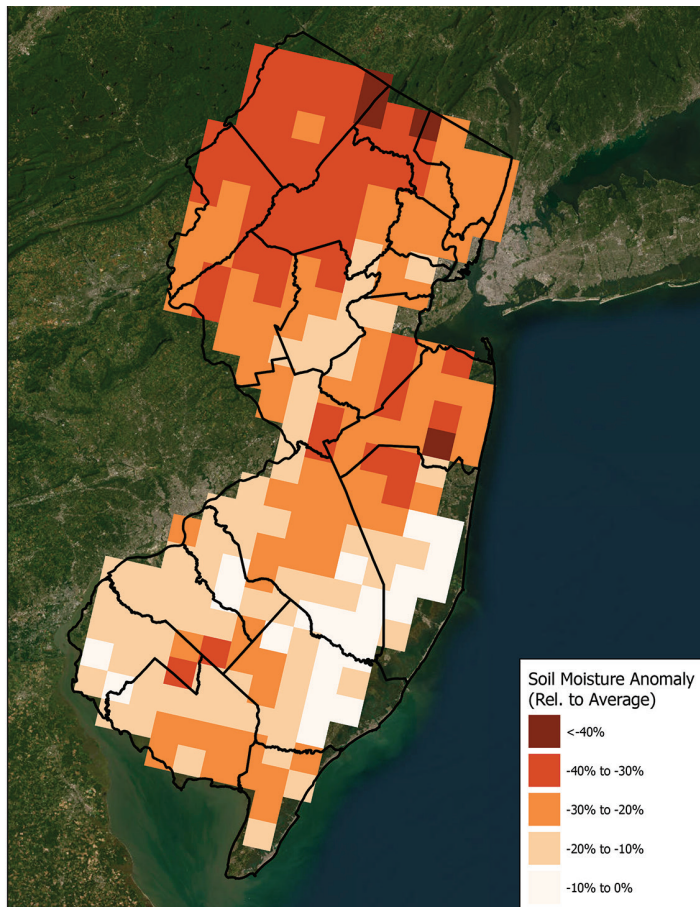 Soil Moisture Anomaly
(Rel. to Average)
<-40%
-40% to -30%
-30% to -20%
-20% to -10%
-10% to 0%